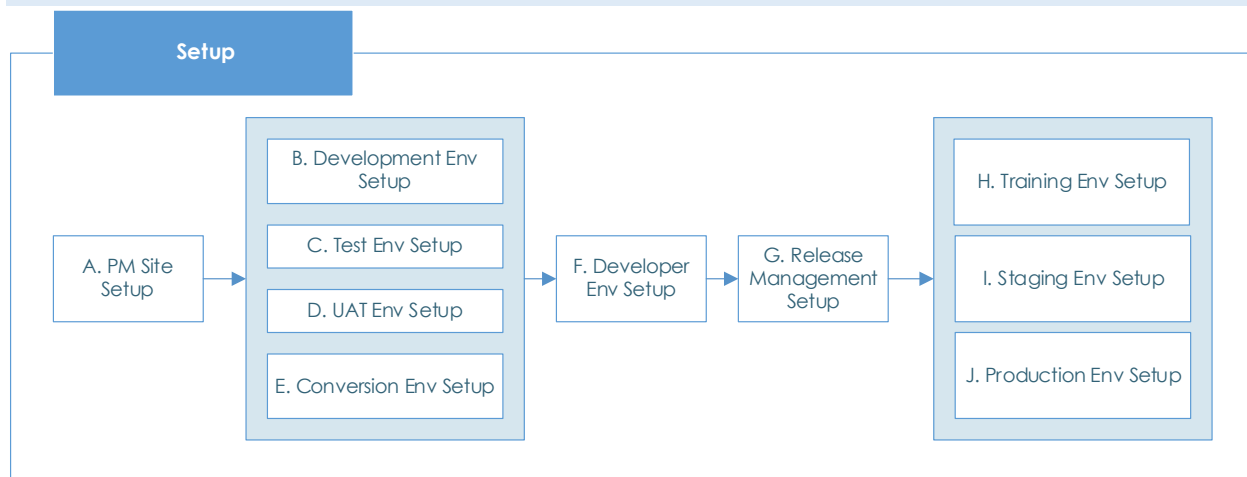 Setup
A. PM Site
Setup
B. Development Env
Setup
C. Test Env Setup
D. UAT Env Setup
E. Conversion Env Setup
F. Developer
Env Setup
G. Release
Management
Setup
H. Training Env Setup
I. Staging Env Setup
J. Production Env Setup